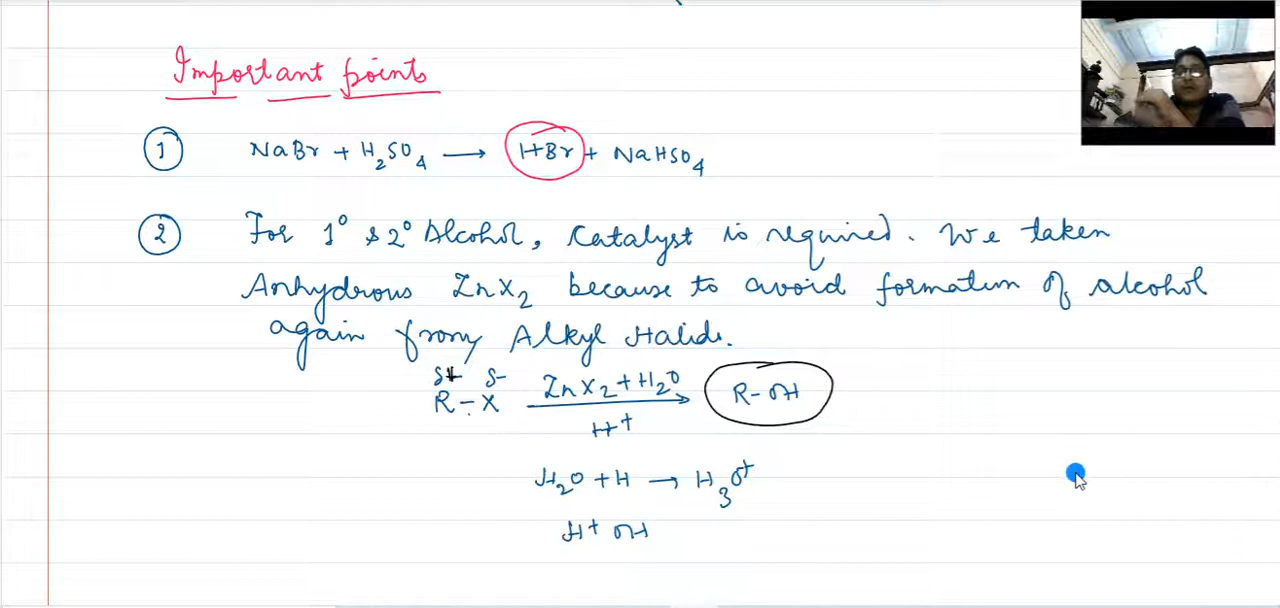 Important points
① NaBr + H₂SO₄ → HBr + NaHSO₄
② For 1° & 2° Alcohol, Catalyst is required. We taken
Anhydrous ZnX₂ because to avoid formation of alcohol
again from Alkyl Halide.
δ+ δ-
R-X ZnX₂ + H₂O → R-OH
H⁺
H₂O + H → H₃O⁺
H⁺ OH